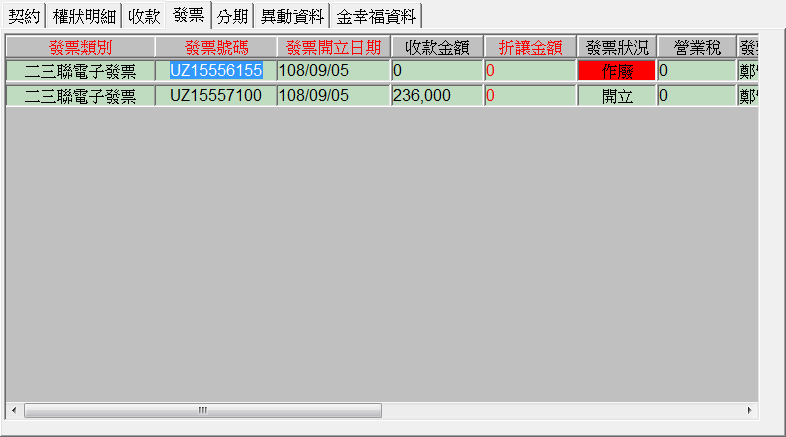 契約 權狀明細 收款 發票 分期 異動資料 金幸福資料
發票類別 發票號碼 發票開立日期 收款金額 折讓金額 發票狀況 營業稅
二三聯電子發票 UZ15556155 108/09/05 0 0 作廢 0 鄭
二三聯電子發票 UZ15557100 108/09/05 236,000 0 開立 0 鄭